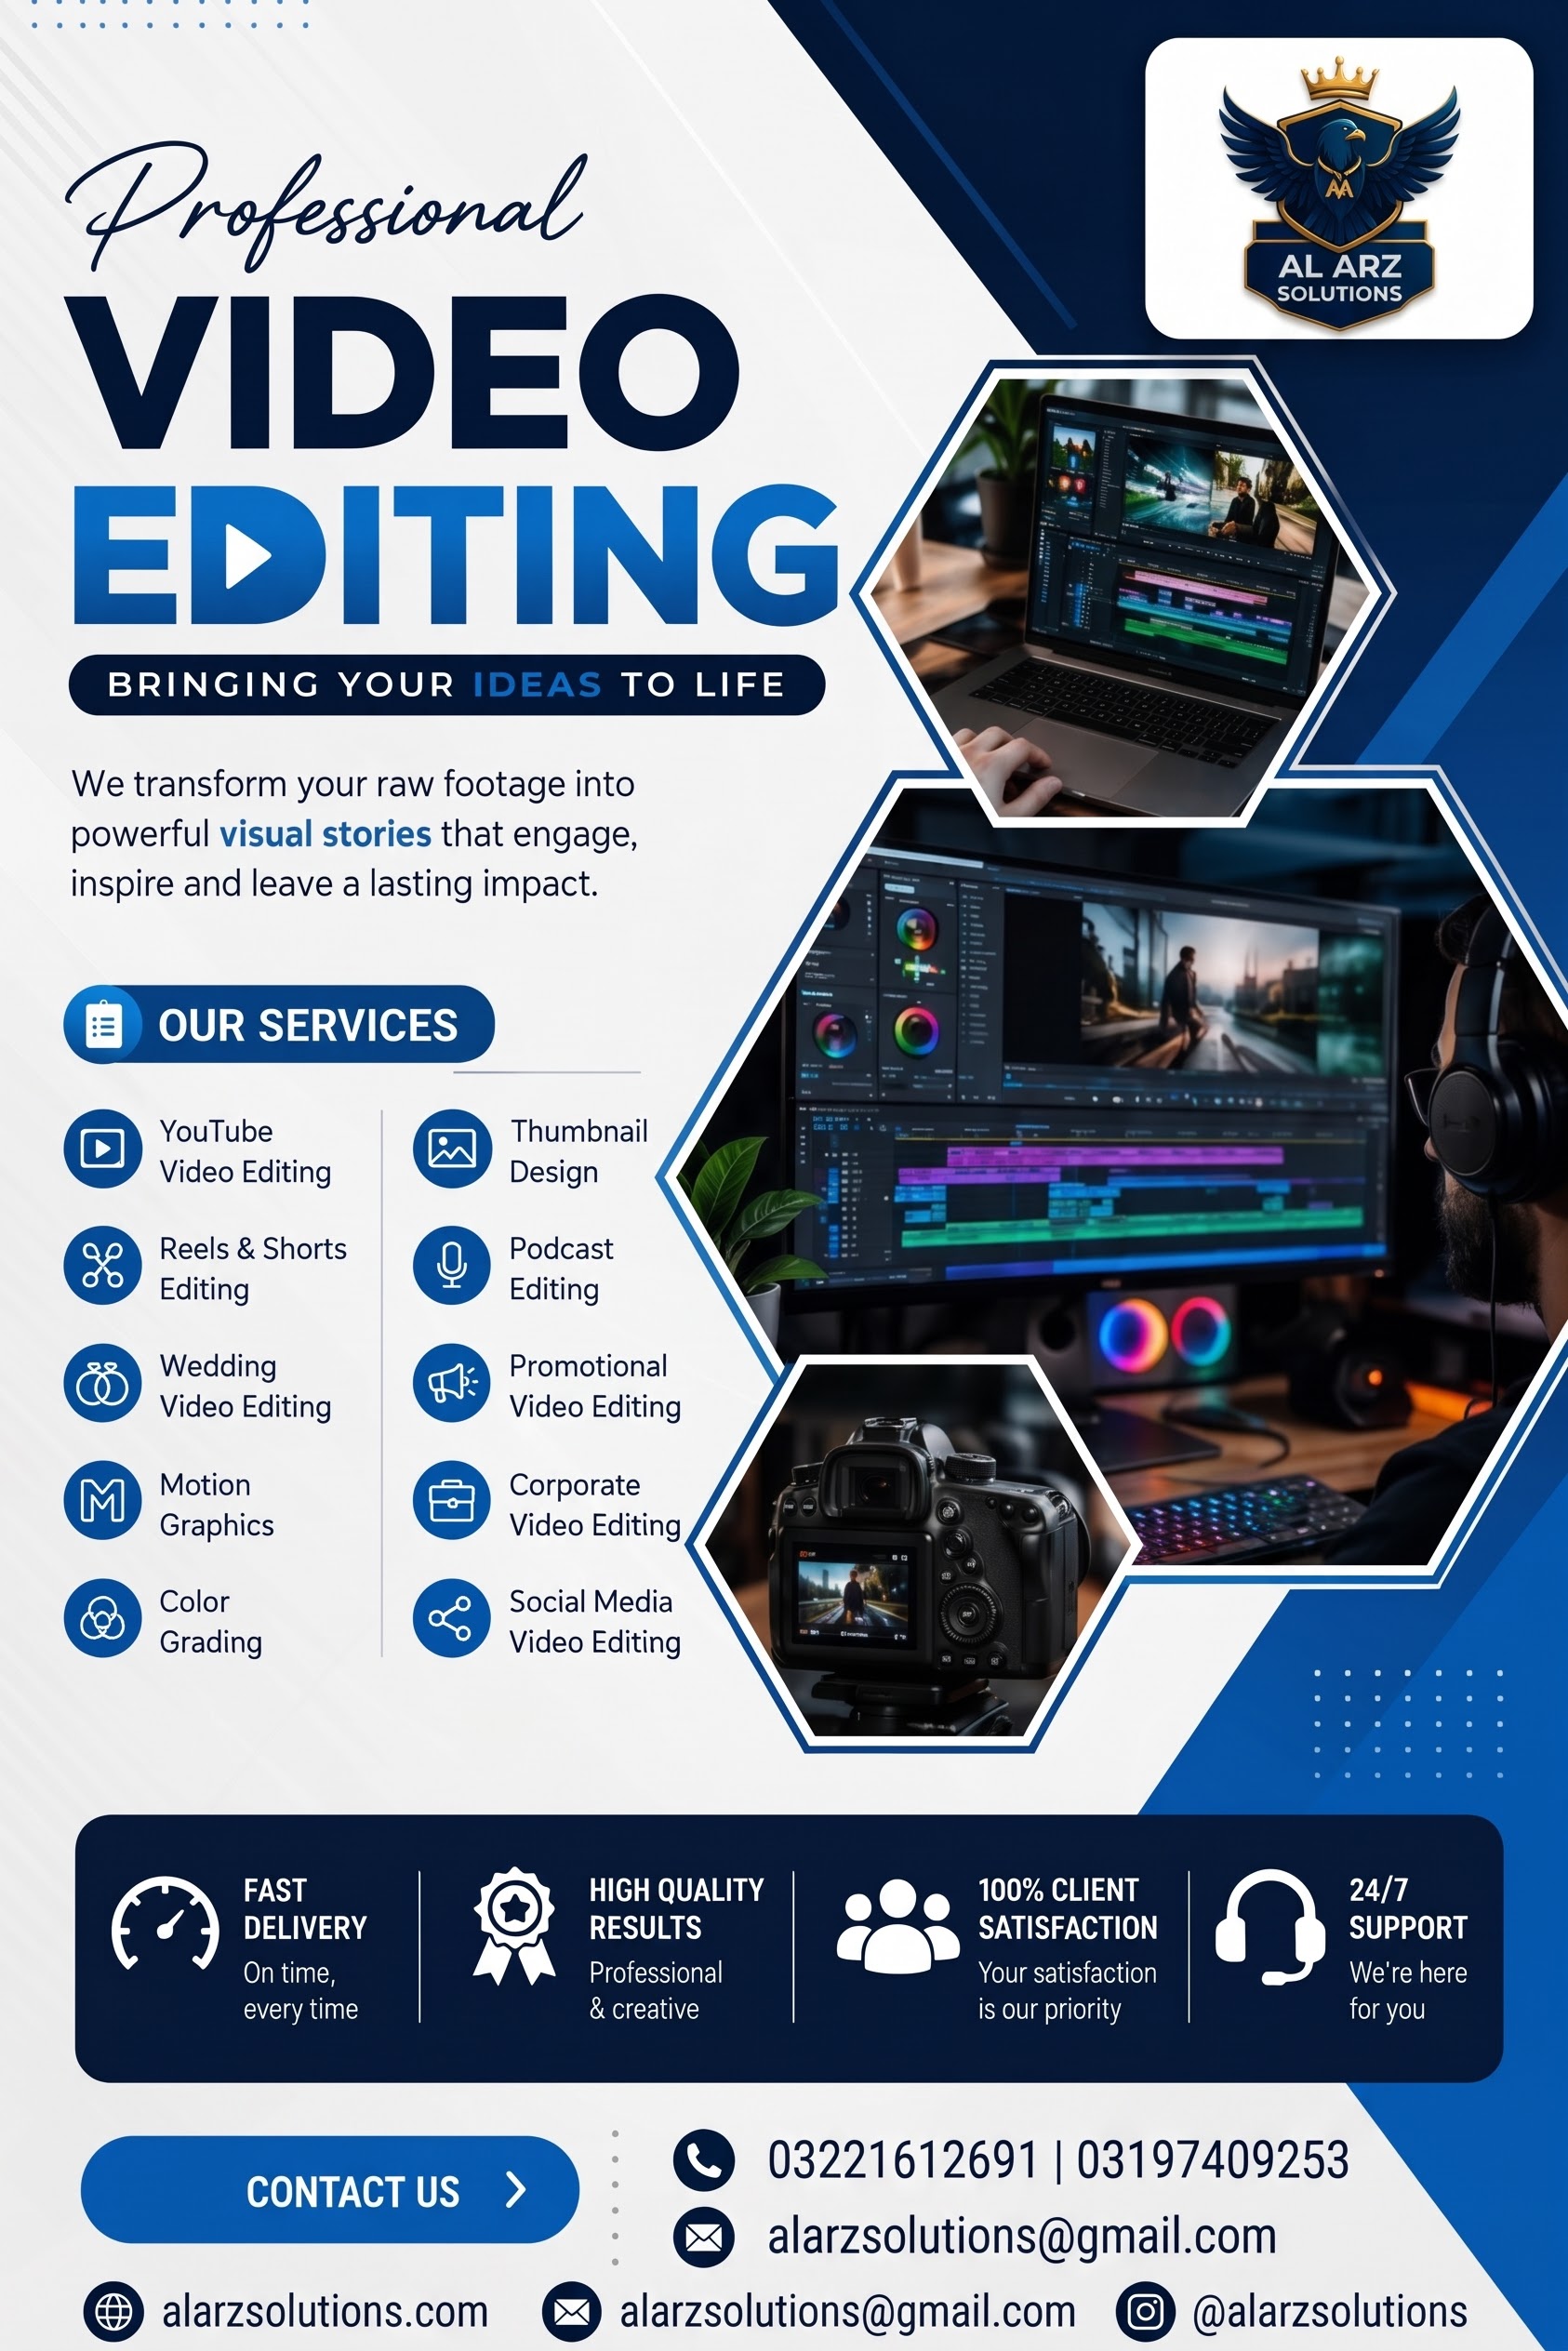 AA
AL ARZ
SOLUTIONS
Professional
VIDEO
EDITING
BRINGING YOUR IDEAS TO LIFE
We transform your raw footage into
powerful visual stories that engage,
inspire and leave a lasting impact.
OUR SERVICES
YouTube
Video Editing
Reels & Shorts
Editing
Wedding
Video Editing
Motion
Graphics
Color
Grading
Thumbnail
Design
Podcast
Editing
Promotional
Video Editing
Corporate
Video Editing
Social Media
Video Editing
FAST
DELIVERY
On time,
every time
HIGH QUALITY
RESULTS
Professional
& creative
100% CLIENT
SATISFACTION
Your satisfaction
is our priority
24/7
SUPPORT
We're here
for you
CONTACT US
03221612691 | 03197409253
alarzsolutions@gmail.com
alarzsolutions.com
alarzsolutions@gmail.com
@alarzsolutions